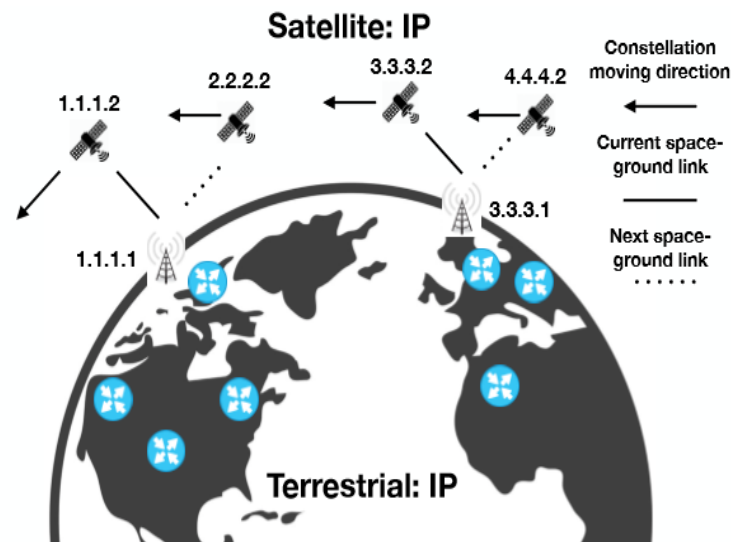 Satellite: IP
1.1.1.2
2.2.2.2
3.3.3.2
4.4.4.2
Constellation
moving direction
Current space-
ground link
Next space-
ground link
1.1.1.1
3.3.3.1
Terrestrial: IP